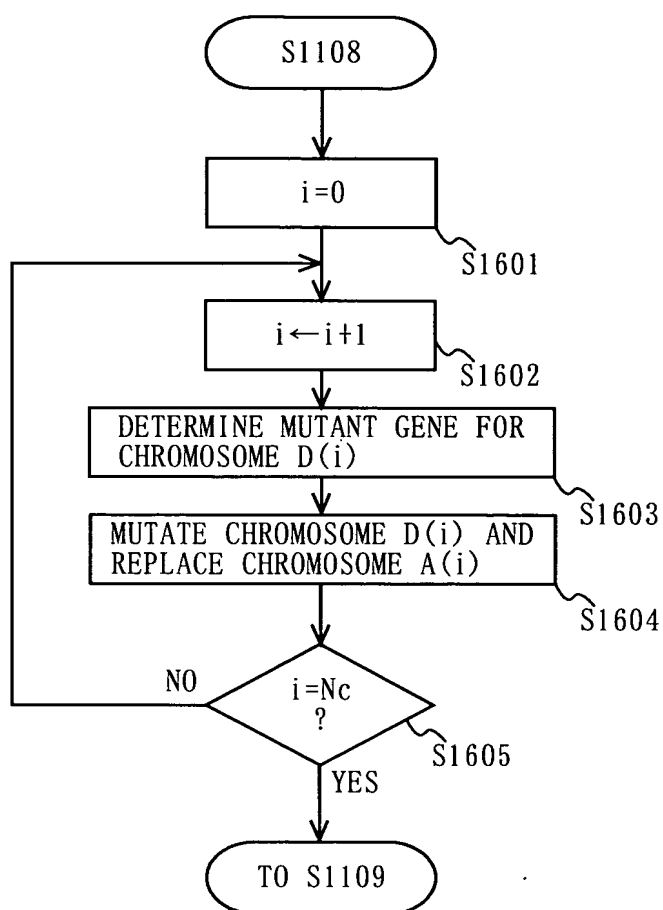 S1108
i=0
S1601
i←i+1
S1602
DETERMINE MUTANT GENE FOR
CHROMOSOME D(i)
S1603
MUTATE CHROMOSOME D(i) AND
REPLACE CHROMOSOME A(i)
S1604
NO
i=Nc
?
S1605
YES
TO S1109